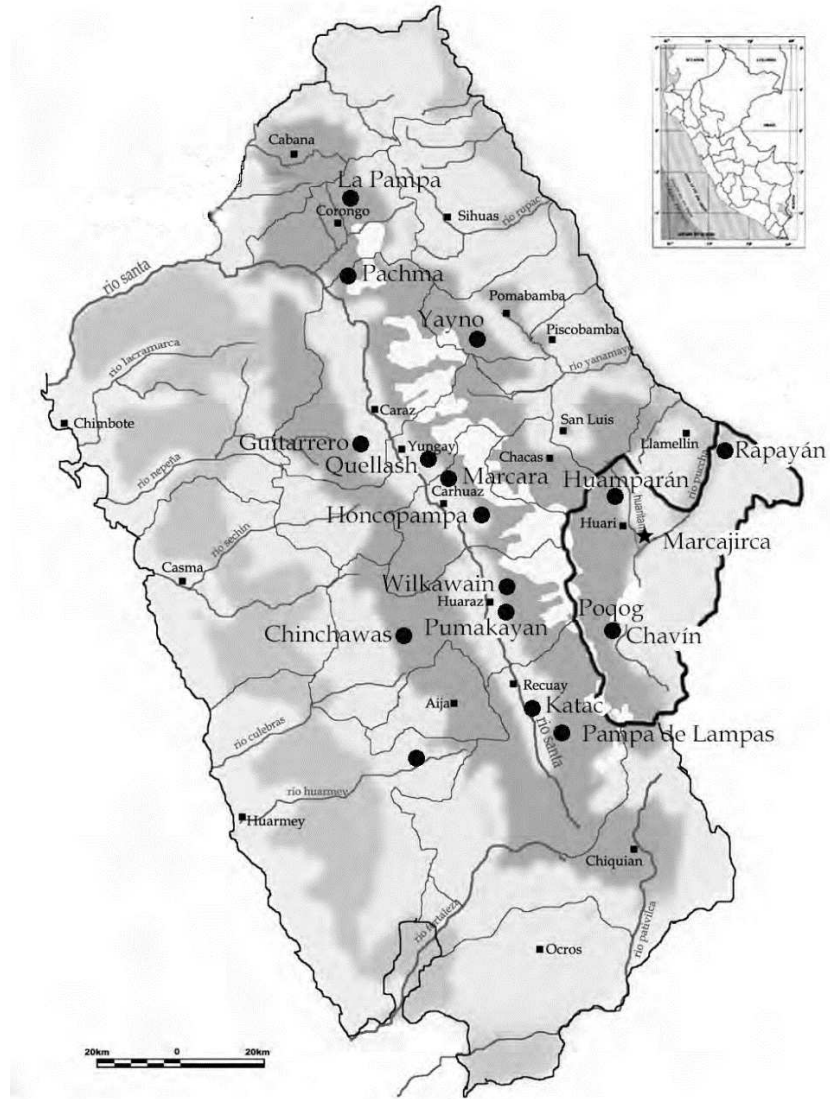 Cabana
La Pampa
Corongo
Sihuas
rio rupac
rio santa
Pachma
Pomabamba
Yayno
Piscobamba
rio yanamayo
rio lacramarca
Caraz
Chimbote
San Luis
Llamellin
Guitarrero
Yungay
Quellash
Chacas
rio puccha
Rapayán
Marcara
Huamparán
rio nepeña
Carhuaz
Honcopampa
Huari
Marcajirca
rio sechin
Casma
Wilkawain
Huaraz
Poqog
Pumakayan
Chinchawas
Chavín
Recuay
Aija
Katac
rio santa
Pampa de Lampas
rio culebras
rio huarmey
Huarmey
Chiquian
rio fortaleza
rio pativilca
Ocros
20km 0 20km